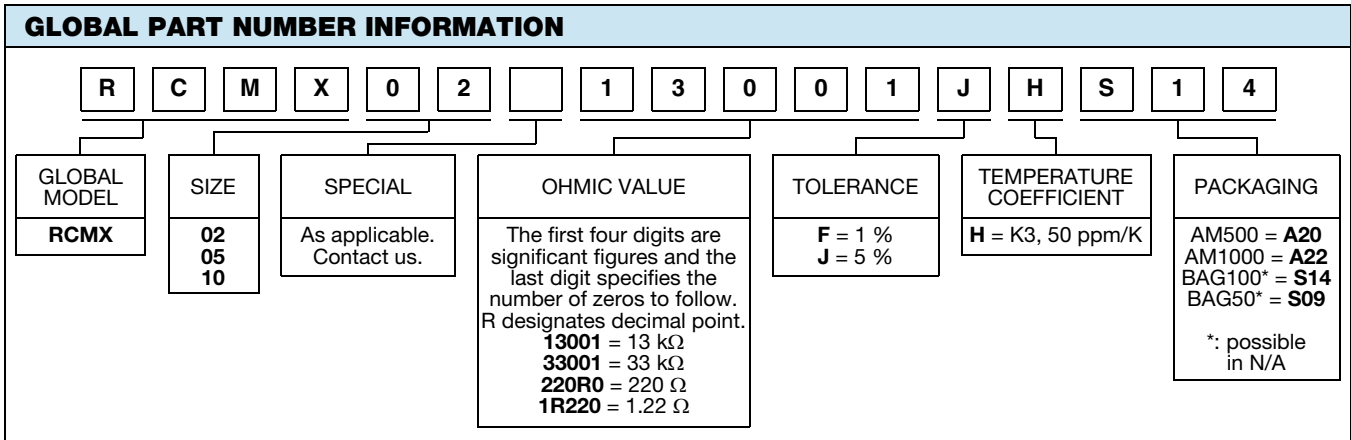 GLOBAL PART NUMBER INFORMATION
R C M X 0 2 1 3 0 0 1 J H S 1 4
GLOBAL
MODEL
RCMX
SIZE
02
05
10
SPECIAL
As applicable.
Contact us.
OHMIC VALUE
The first four digits are
significant figures and the
last digit specifies the
number of zeros to follow.
R designates decimal point.
13001 = 13 kΩ
33001 = 33 kΩ
220R0 = 220 Ω
1R220 = 1.22 Ω
TOLERANCE
F = 1 %
J = 5 %
TEMPERATURE
COEFFICIENT
H = K3, 50 ppm/K
PACKAGING
AM500 = A20
AM1000 = A22
BAG100* = S14
BAG50* = S09
*: possible
in N/A